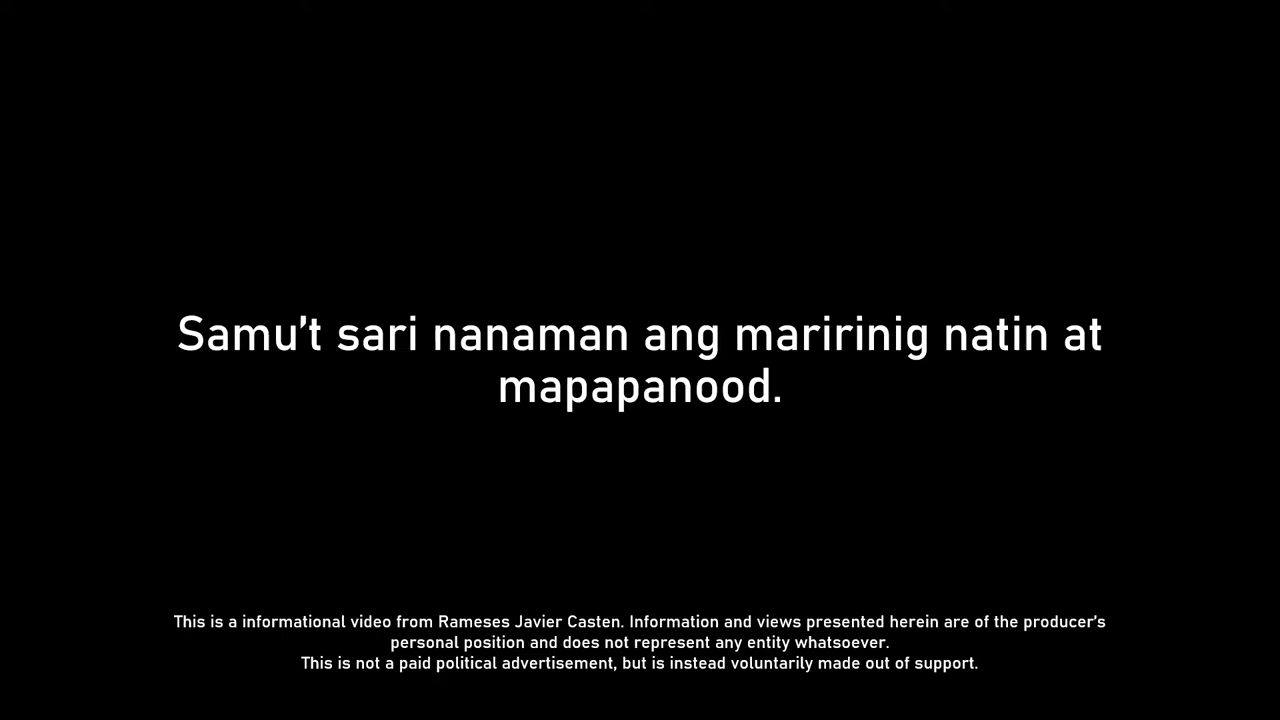 Samu’t sari nanaman ang maririnig natin at
mapapanood.
This is a informational video from Rameses Javier Casten. Information and views presented herein are of the producer’s
personal position and does not represent any entity whatsoever.
This is not a paid political advertisement, but is instead voluntarily made out of support.